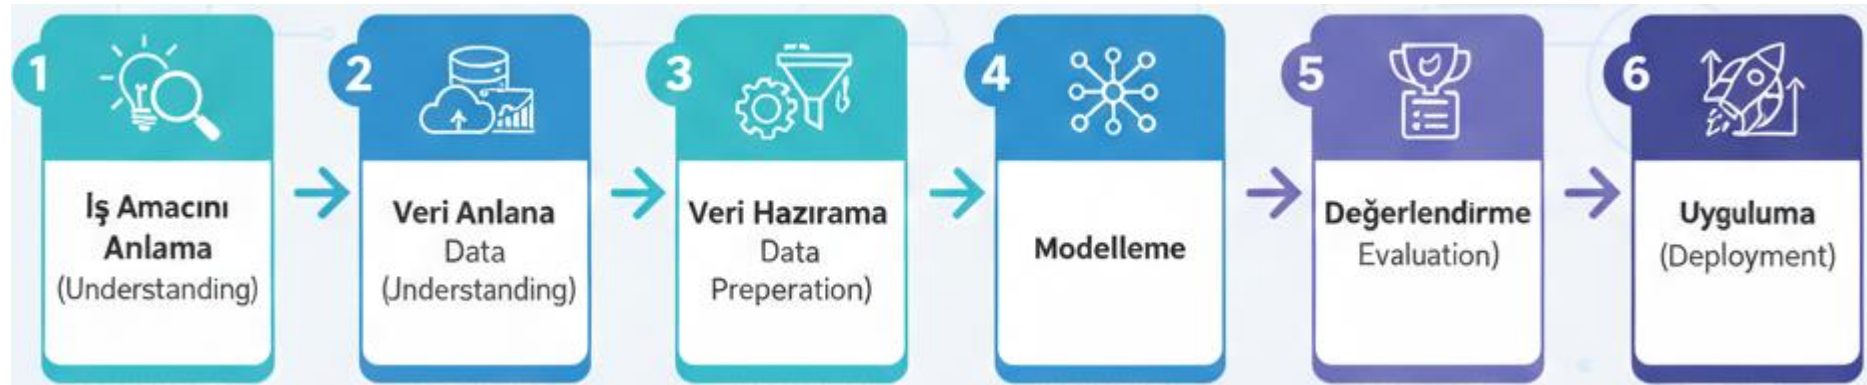 1
İş Amacını
Anlama
(Understanding)
2
Veri Anlana
Data
(Understanding)
3
Veri Hazırama
Data
Preperation)
4
Modelleme
5
Değerlendirme
Evaluation)
6
Uyguluma
(Deployment)